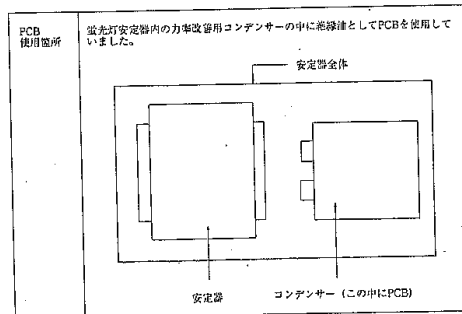 PCB
使用箇所
蛍光灯安定器内の力率改善用コンデンサーの中に絶縁油としてPCBを使用して
いました。
安定器全体
安定器
コンデンサー（この中にPCB）